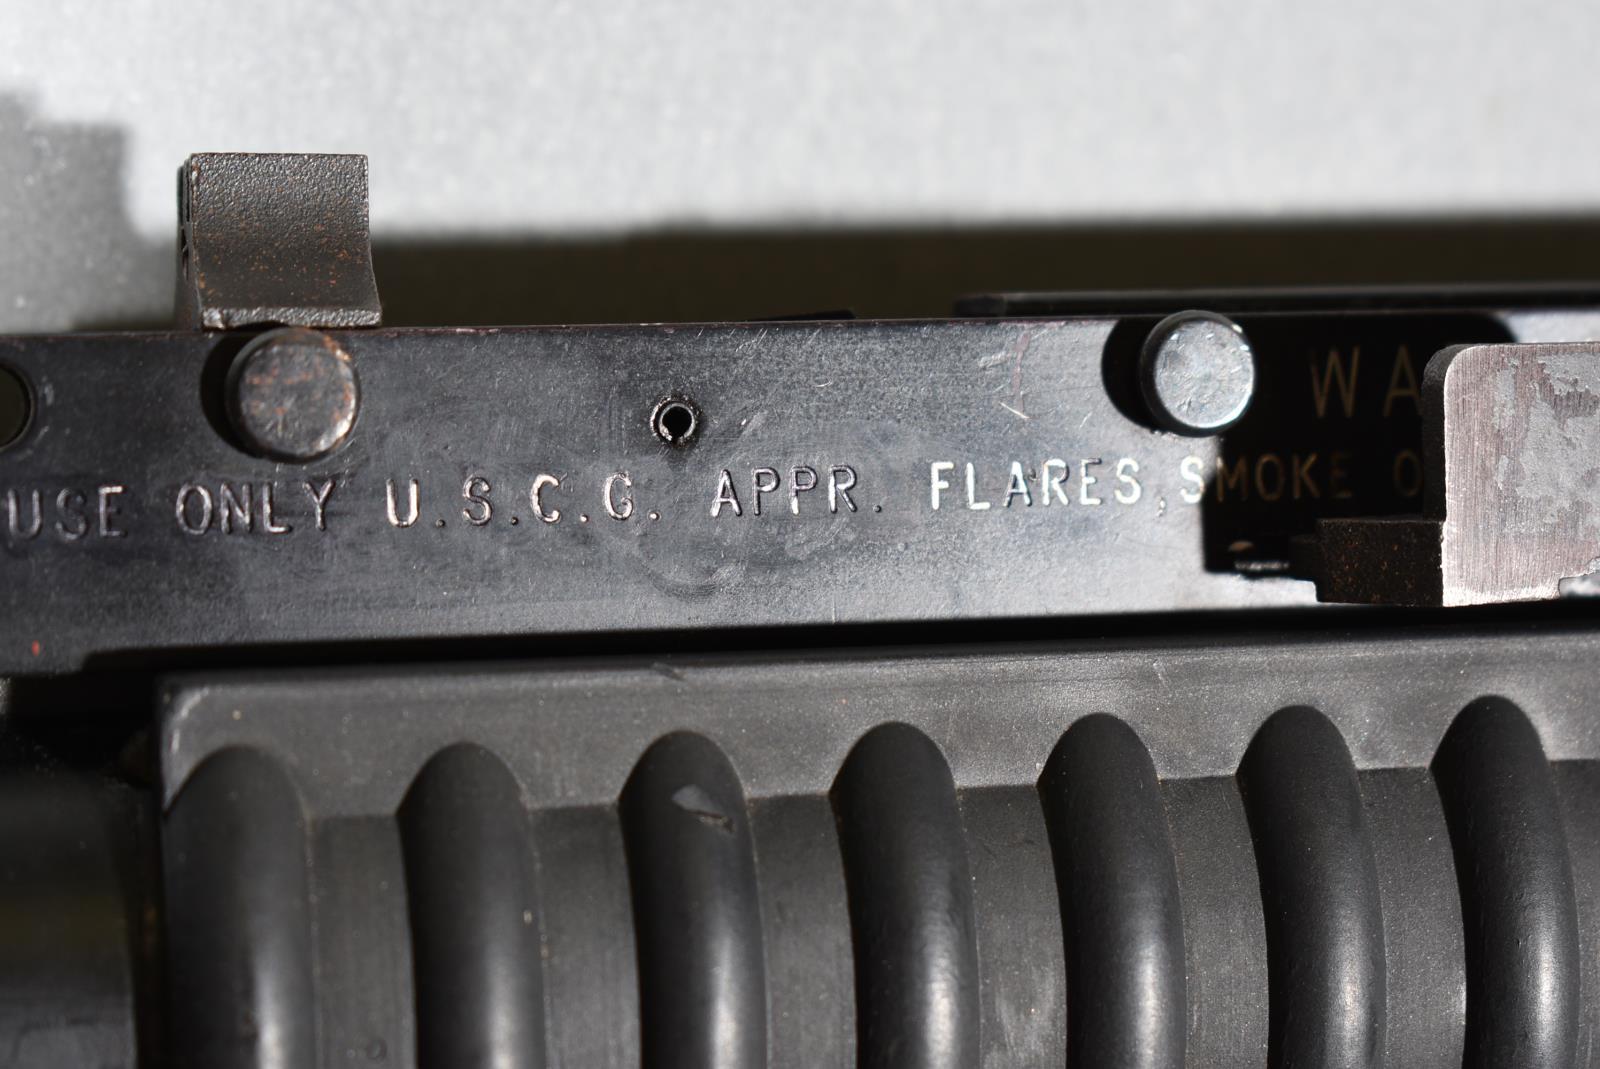 WA
USE ONLY U.S.C.G. APPR. FLARES,SMOKE O